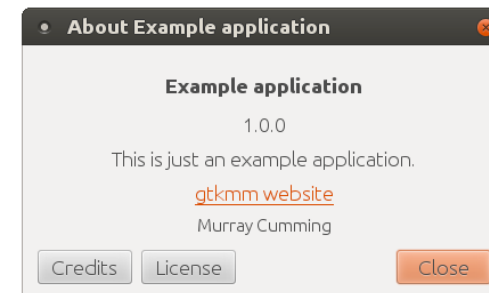 About Example application
Example application
1.0.0
This is just an example application.
gtkmm website
Murray Cumming
Credits License Close